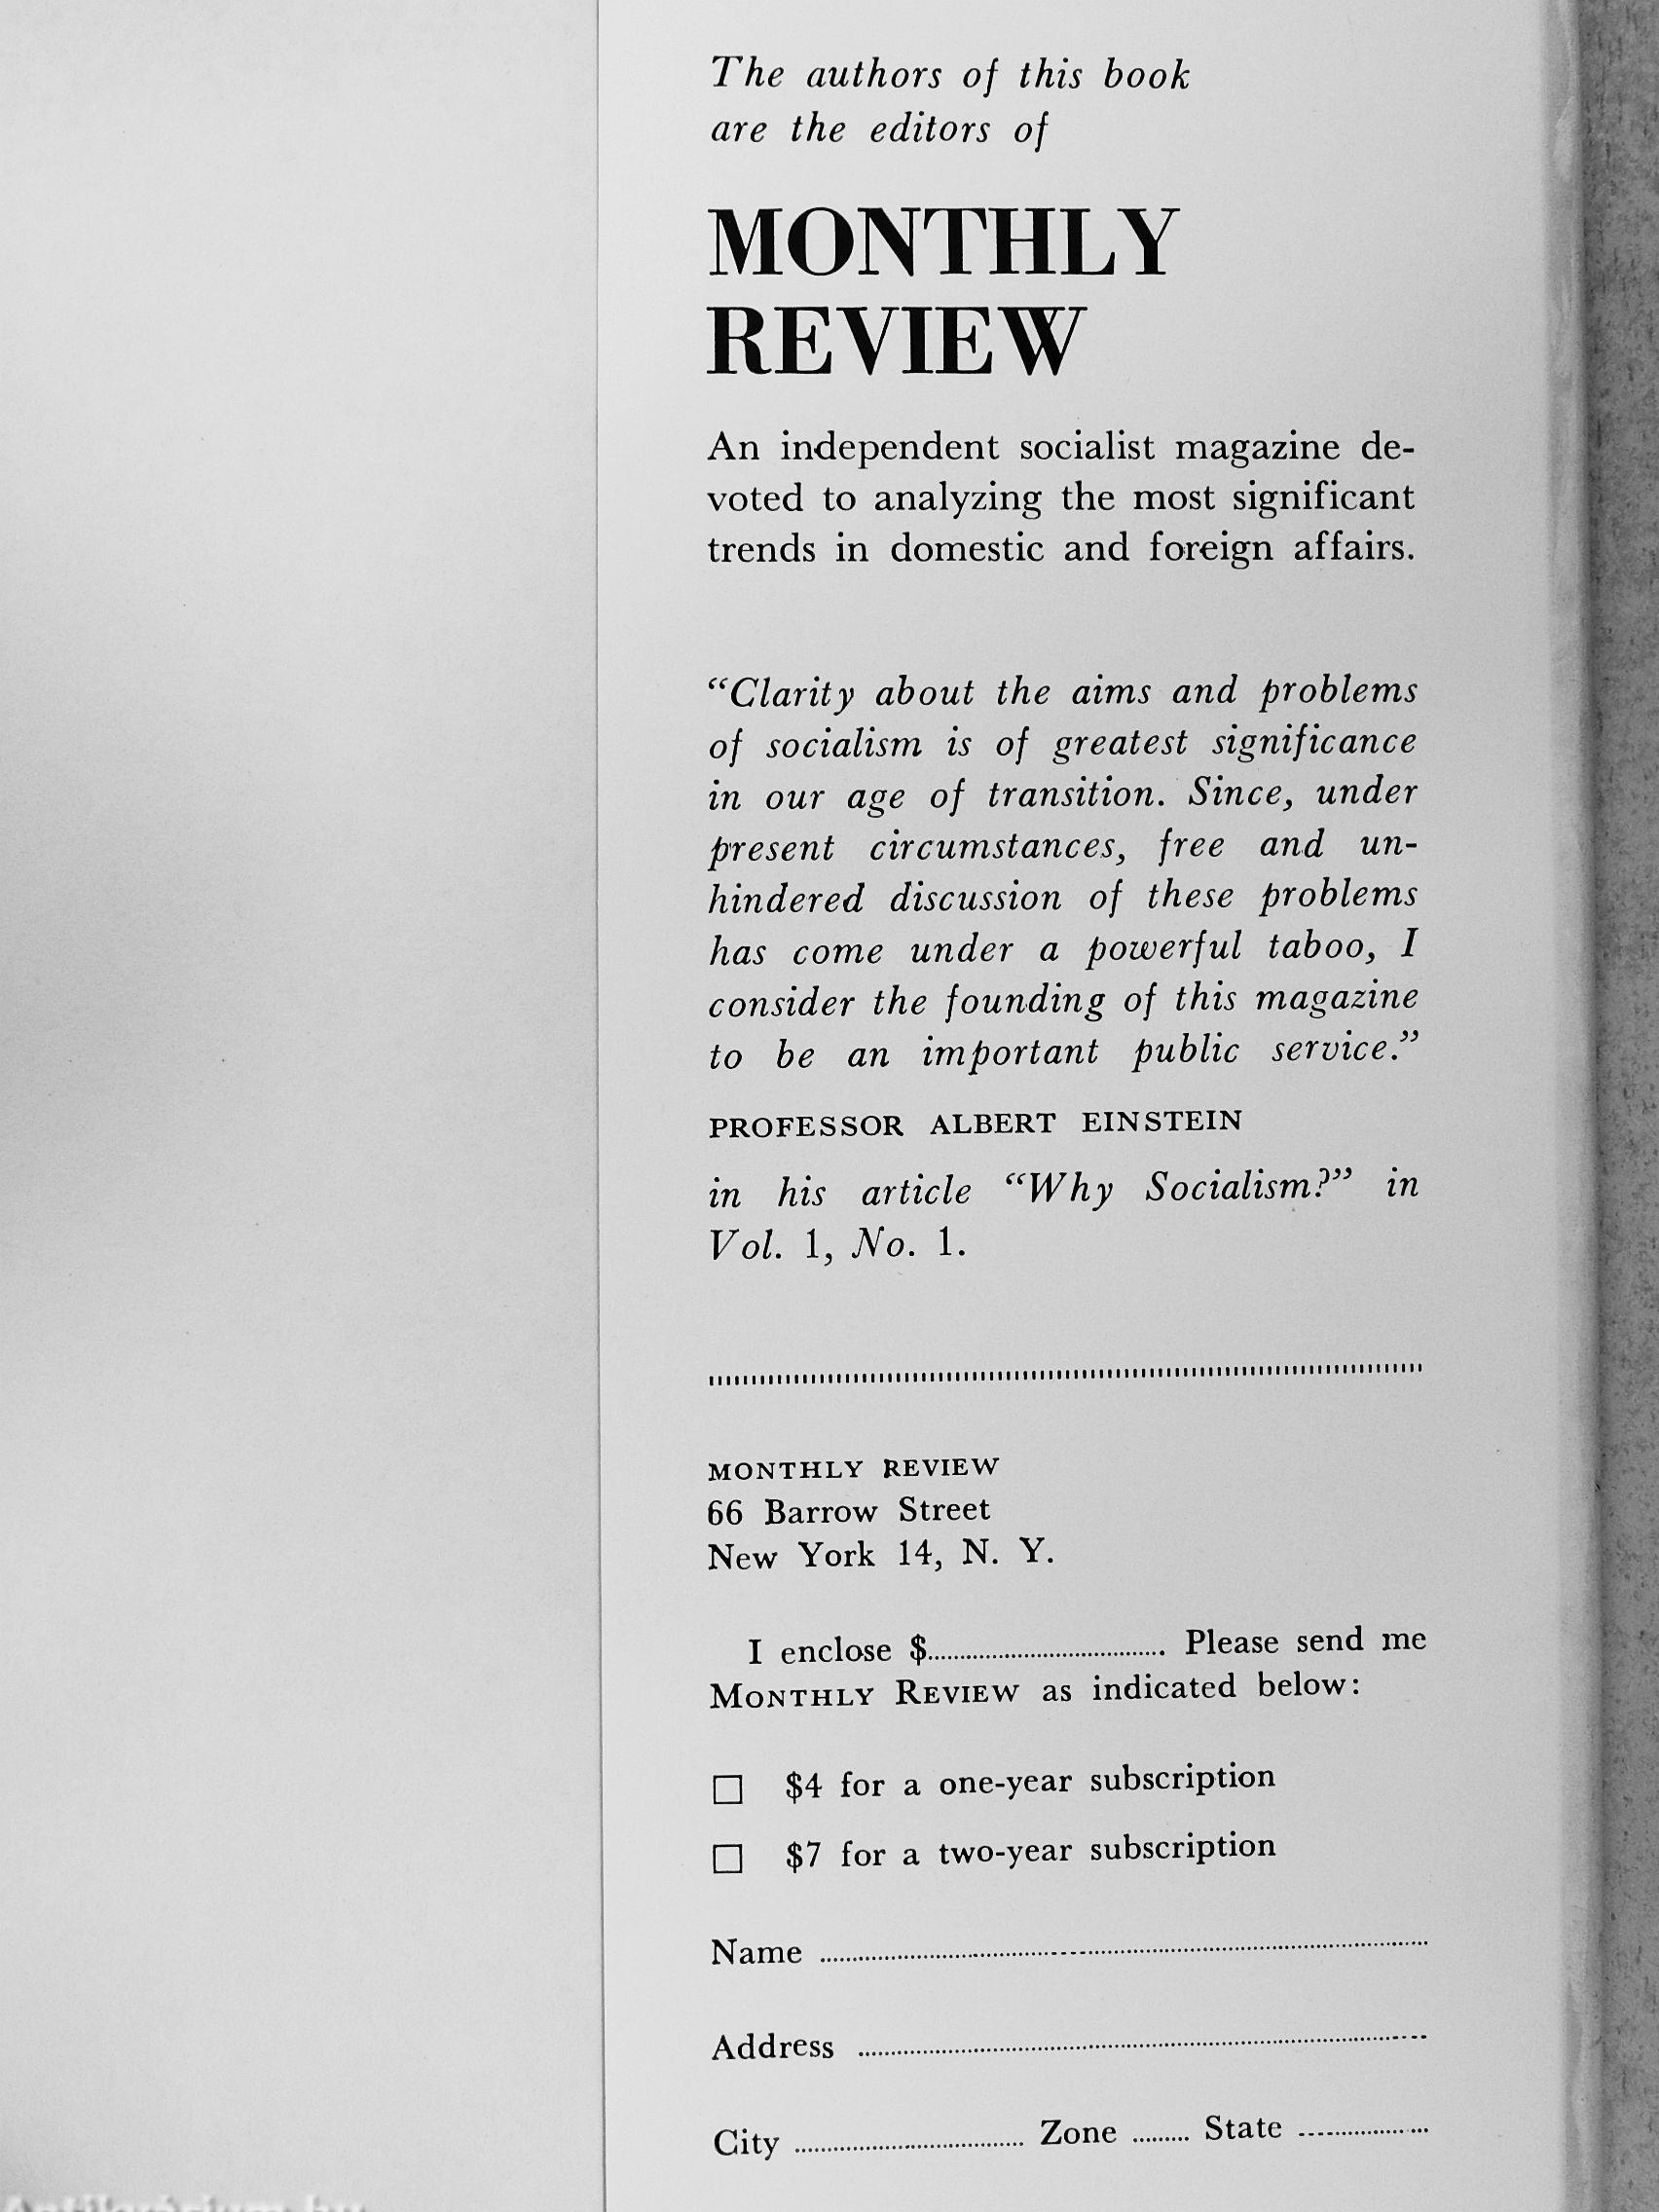 The authors of this book
are the editors of
MONTHLY
REVIEW
An independent socialist magazine de-
voted to analyzing the most significant
trends in domestic and foreign affairs.
“Clarity about the aims and problems
of socialism is of greatest significance
in our age of transition. Since, under
present circumstances, free and un-
hindered discussion of these problems
has come under a powerful taboo, I
consider the founding of this magazine
to be an important public service.”
PROFESSOR ALBERT EINSTEIN
in his article “Why Socialism?” in
Vol. 1, No. 1.
MONTHLY REVIEW
66 Barrow Street
New York 14, N. Y.
I enclose $.................................... Please send me
MONTHLY REVIEW as indicated below:
☐ $4 for a one-year subscription
☐ $7 for a two-year subscription
Name ....................................................
Address ....................................................
City .................................... Zone ......... State ....................